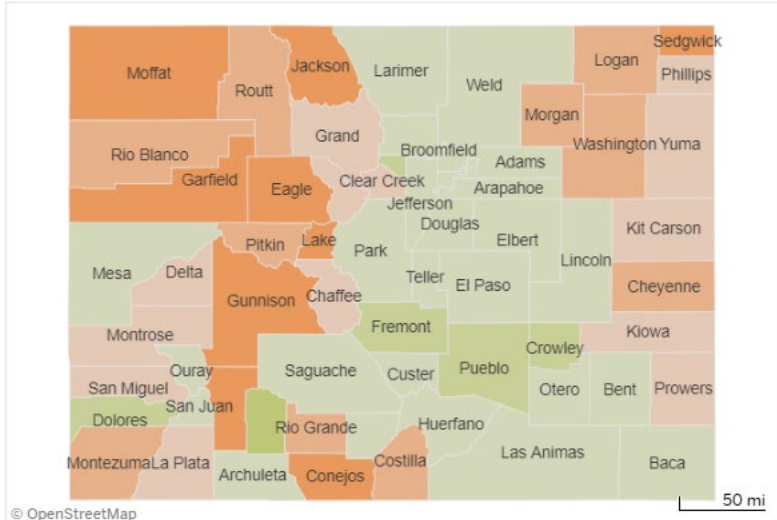 Sedgwick
Moffat
Jackson
Larimer
Logan
Routt
Weld
Phillips
Morgan
Grand
Washington
Yuma
Rio Blanco
Broomfield
Adams
Garfield
Eagle
Clear Creek
Arapahoe
Jefferson
Douglas
Kit Carson
Pitkin
Lake
Park
Elbert
Lincoln
Mesa
Delta
Teller
El Paso
Cheyenne
Gunnison
Chaffee
Montrose
Fremont
Crowley
Kiowa
Ouray
Saguache
Custer
Pueblo
San Miguel
Otero
Bent
Prowers
San Juan
Dolores
Rio Grande
Huerfano
Montezuma
La Plata
Archuleta
Conejos
Costilla
Las Animas
Baca
50 mi
© OpenStreetMap